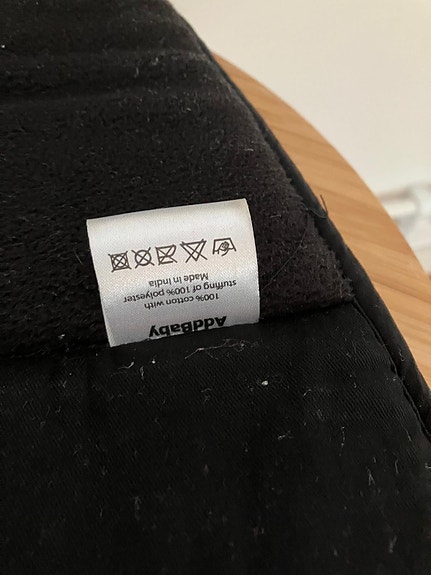 AddBaby
100% cotton with
stuffing of 100% polyester
Made in India